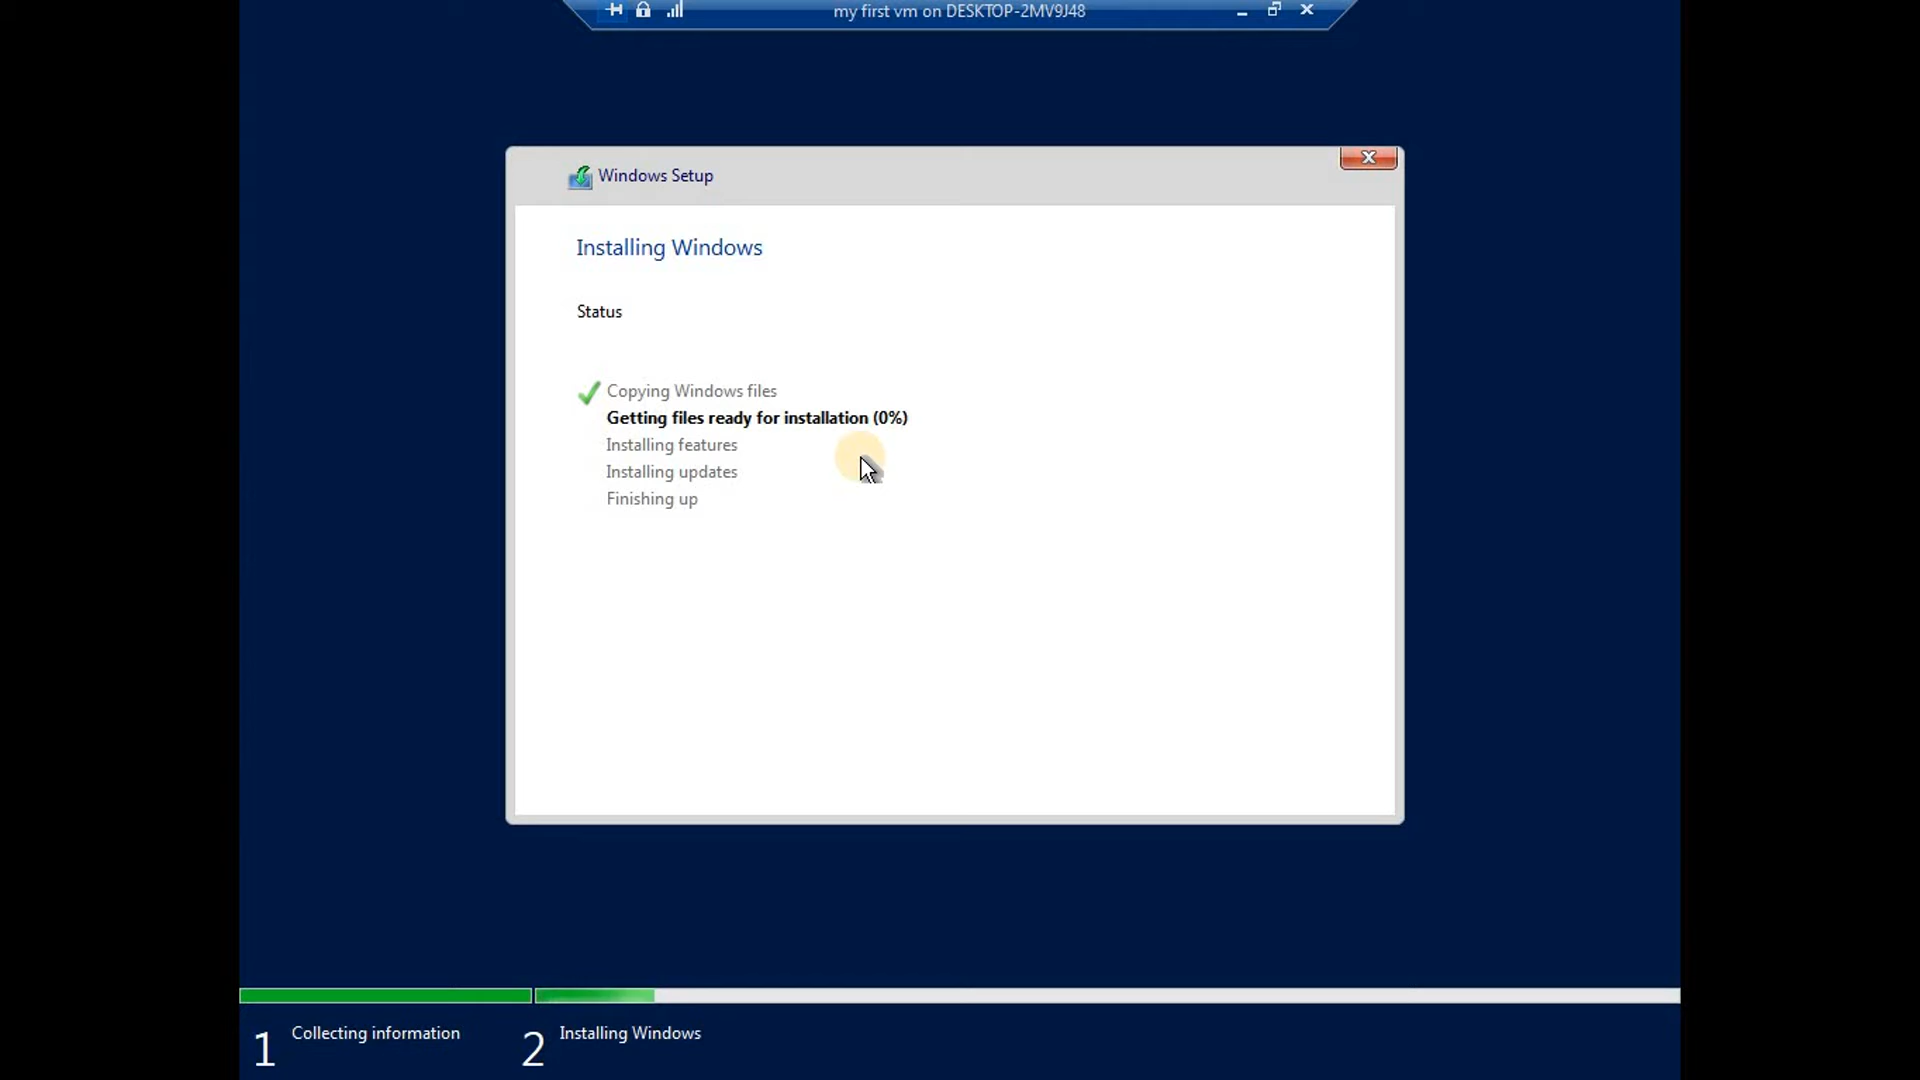 my first vm on DESKTOP-2MV9J48
Windows Setup
Installing Windows
Status
Copying Windows files
Getting files ready for installation (0%)
Installing features
Installing updates
Finishing up
1 Collecting information
2 Installing Windows